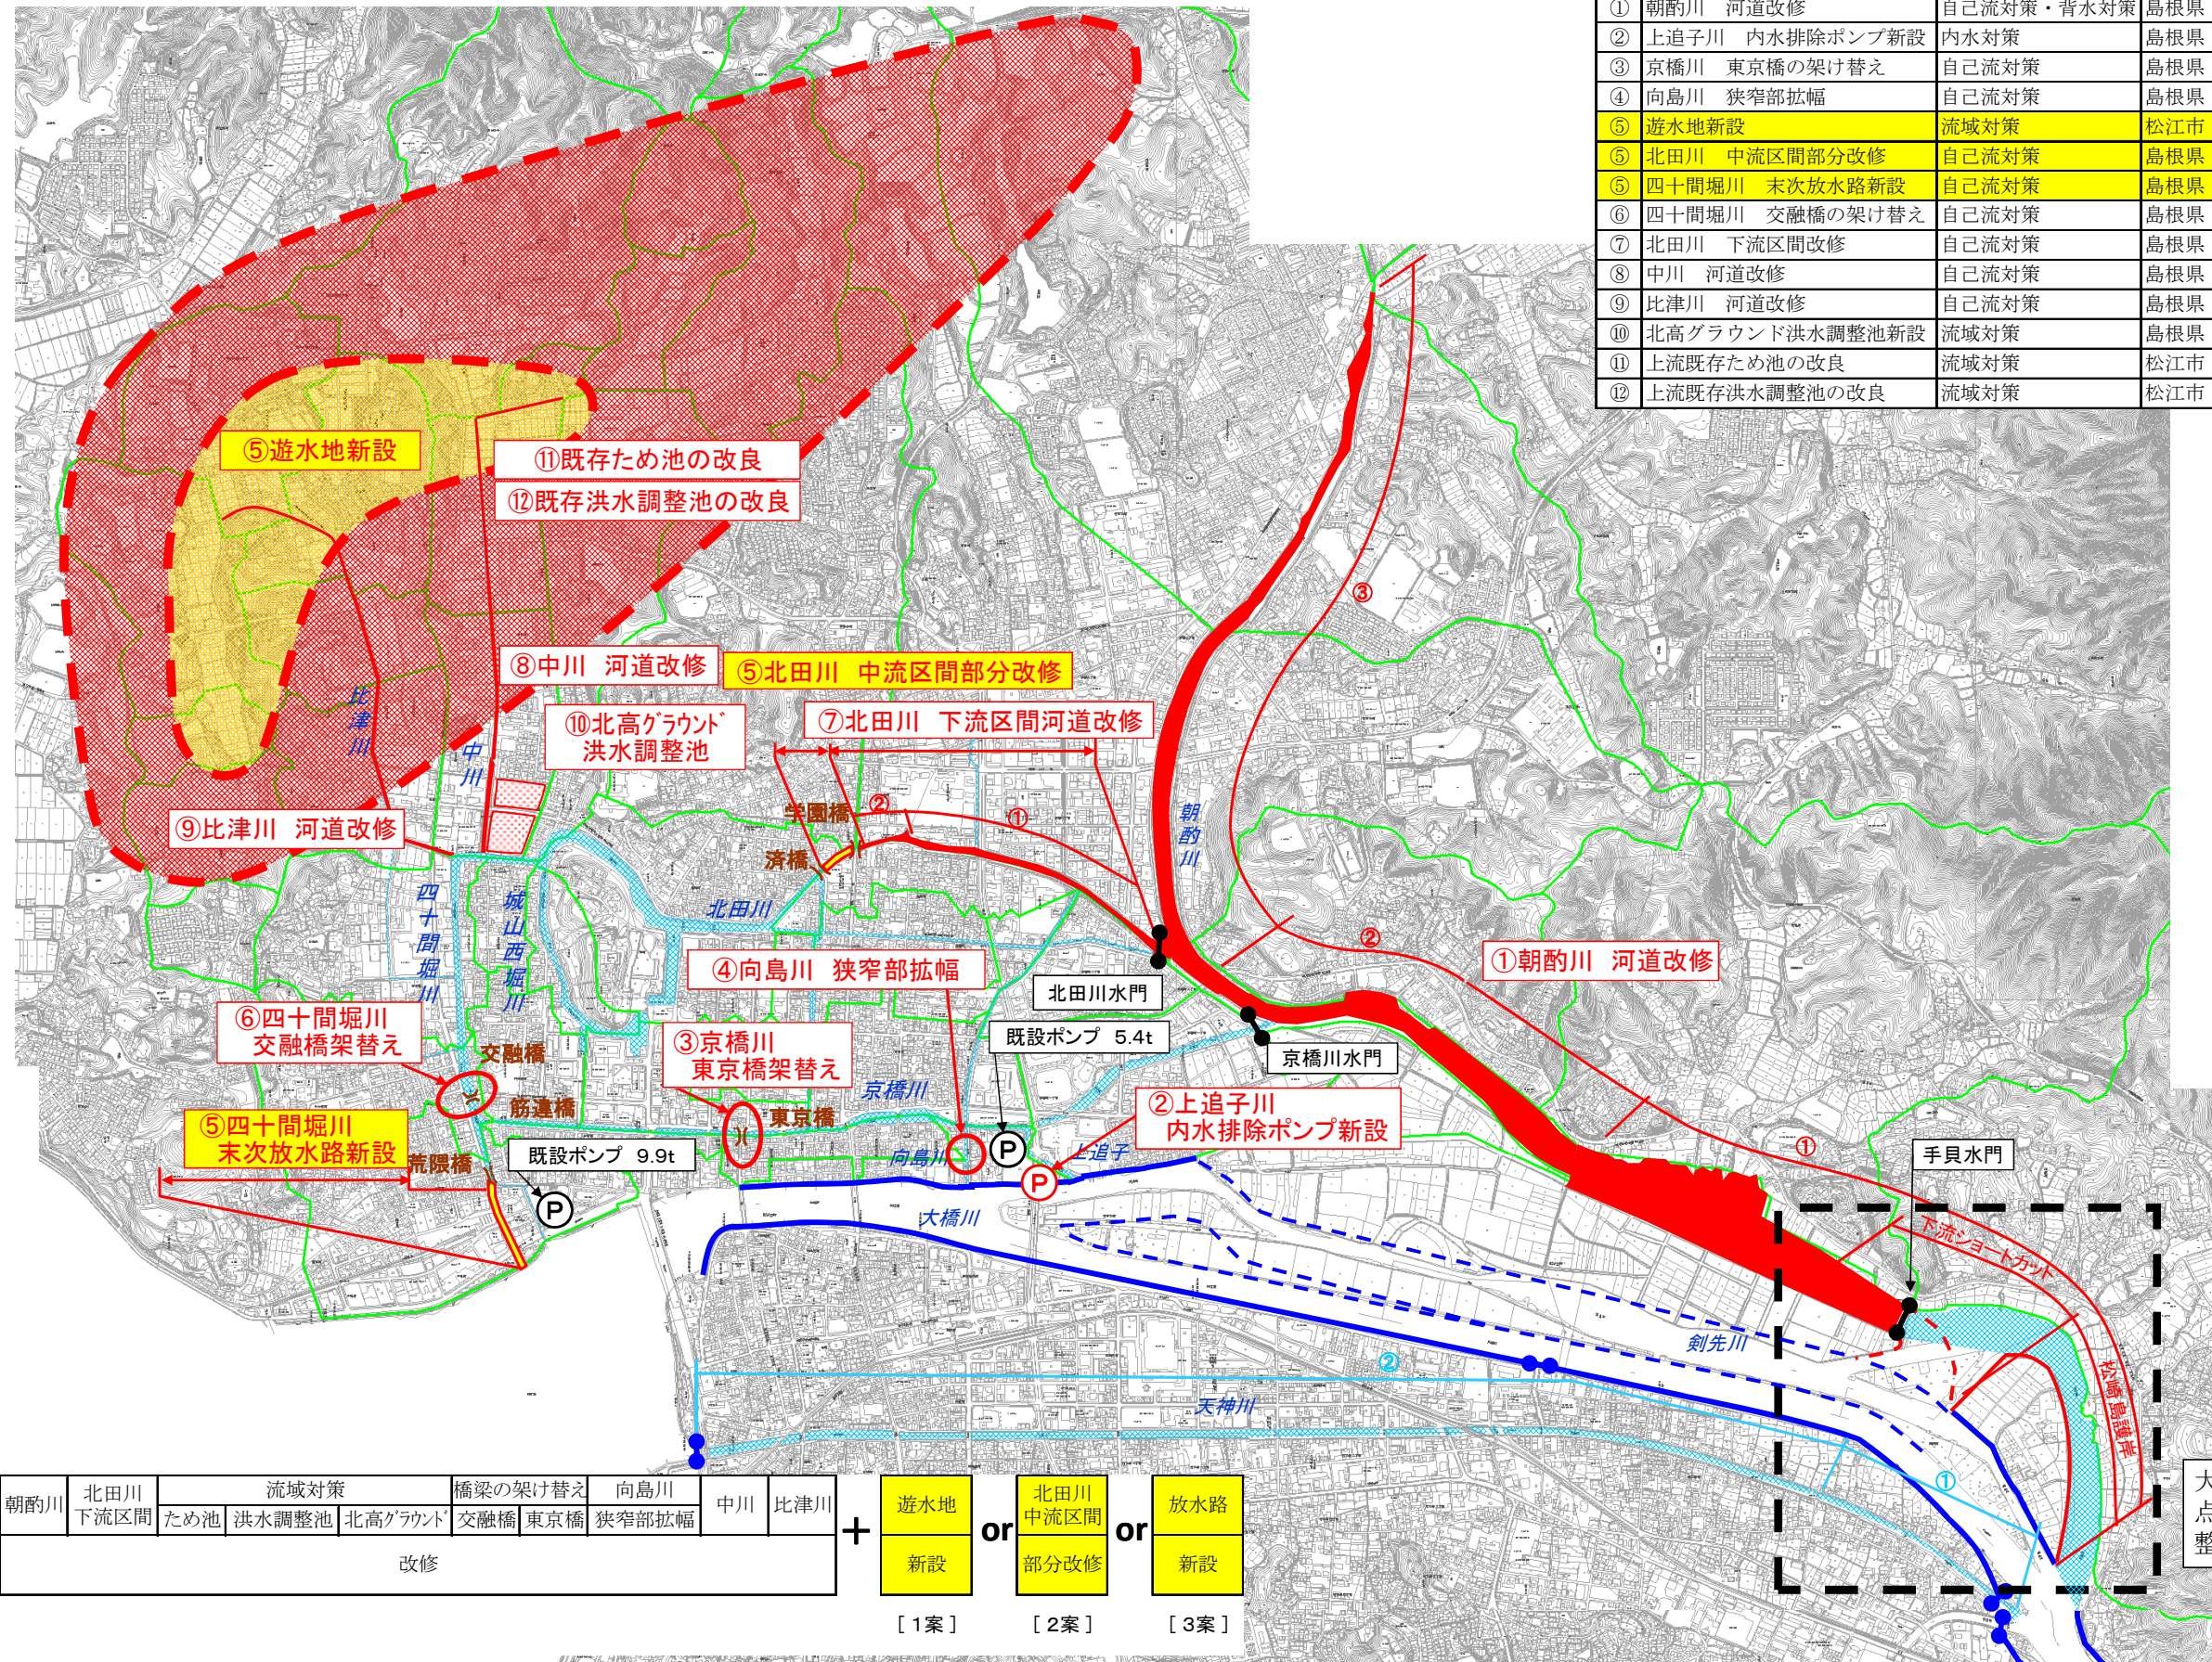 ① 朝酌川 河道改修 自己流対策・背水対策 島根県
② 上追子川 内水排除ポンプ新設 内水対策 島根県
③ 京橋川 東京橋の架け替え 自己流対策 島根県
④ 向島川 狭窄部拡幅 自己流対策 島根県
⑤ 遊水地新設 流域対策 松江市
⑤ 北田川 中流区間部分改修 自己流対策 島根県
⑤ 四十間堀川 末次放水路新設 自己流対策 島根県
⑥ 四十間堀川 交融橋の架け替え 自己流対策 島根県
⑦ 北田川 下流区間改修 自己流対策 島根県
⑧ 中川 河道改修 自己流対策 島根県
⑨ 比津川 河道改修 自己流対策 島根県
⑩ 北高グラウンド洪水調整池新設 流域対策 島根県
⑪ 上流既存ため池の改良 流域対策 松江市
⑫ 上流既存洪水調整池の改良 流域対策 松江市
⑤遊水地新設
⑪既存ため池の改良
⑫既存洪水調整池の改良
③
⑧中川 河道改修
⑤北田川 中流区間部分改修
比津川
中川
⑩北高グラウンド
洪水調整池
⑦北田川 下流区間河道改修
⑨比津川 河道改修
学園橋
②
①
済橋
朝酌川
四十間堀川
城山西堀川
北田川
②
①朝酌川 河道改修
④向島川 狭窄部拡幅
北田川水門
⑥四十間堀川
交融橋架替え
既設ポンプ 5.4t
③京橋川
東京橋架替え
京橋川水門
交融橋
筋違橋
京橋川
東京橋
②上追子川
内水排除ポンプ新設
⑤四十間堀川
末次放水路新設
荒隈橋
既設ポンプ 9.9t
向島川
P
上追子
P
P
①
手貝水門
大橋川
下流ショートカット
剣先川
②
松崎島護岸
天神川
①
朝酌川
北田川
下流区間
流域対策
橋梁の架け替え
向島川
中川
比津川
ため池 洪水調整池 北高グラウンド 交融橋 東京橋 狭窄部拡幅
改修
+
遊水地
新設
or
北田川
中流区間
部分改修
or
放水路
新設
[1案]
[2案]
[3案]
大
点
整